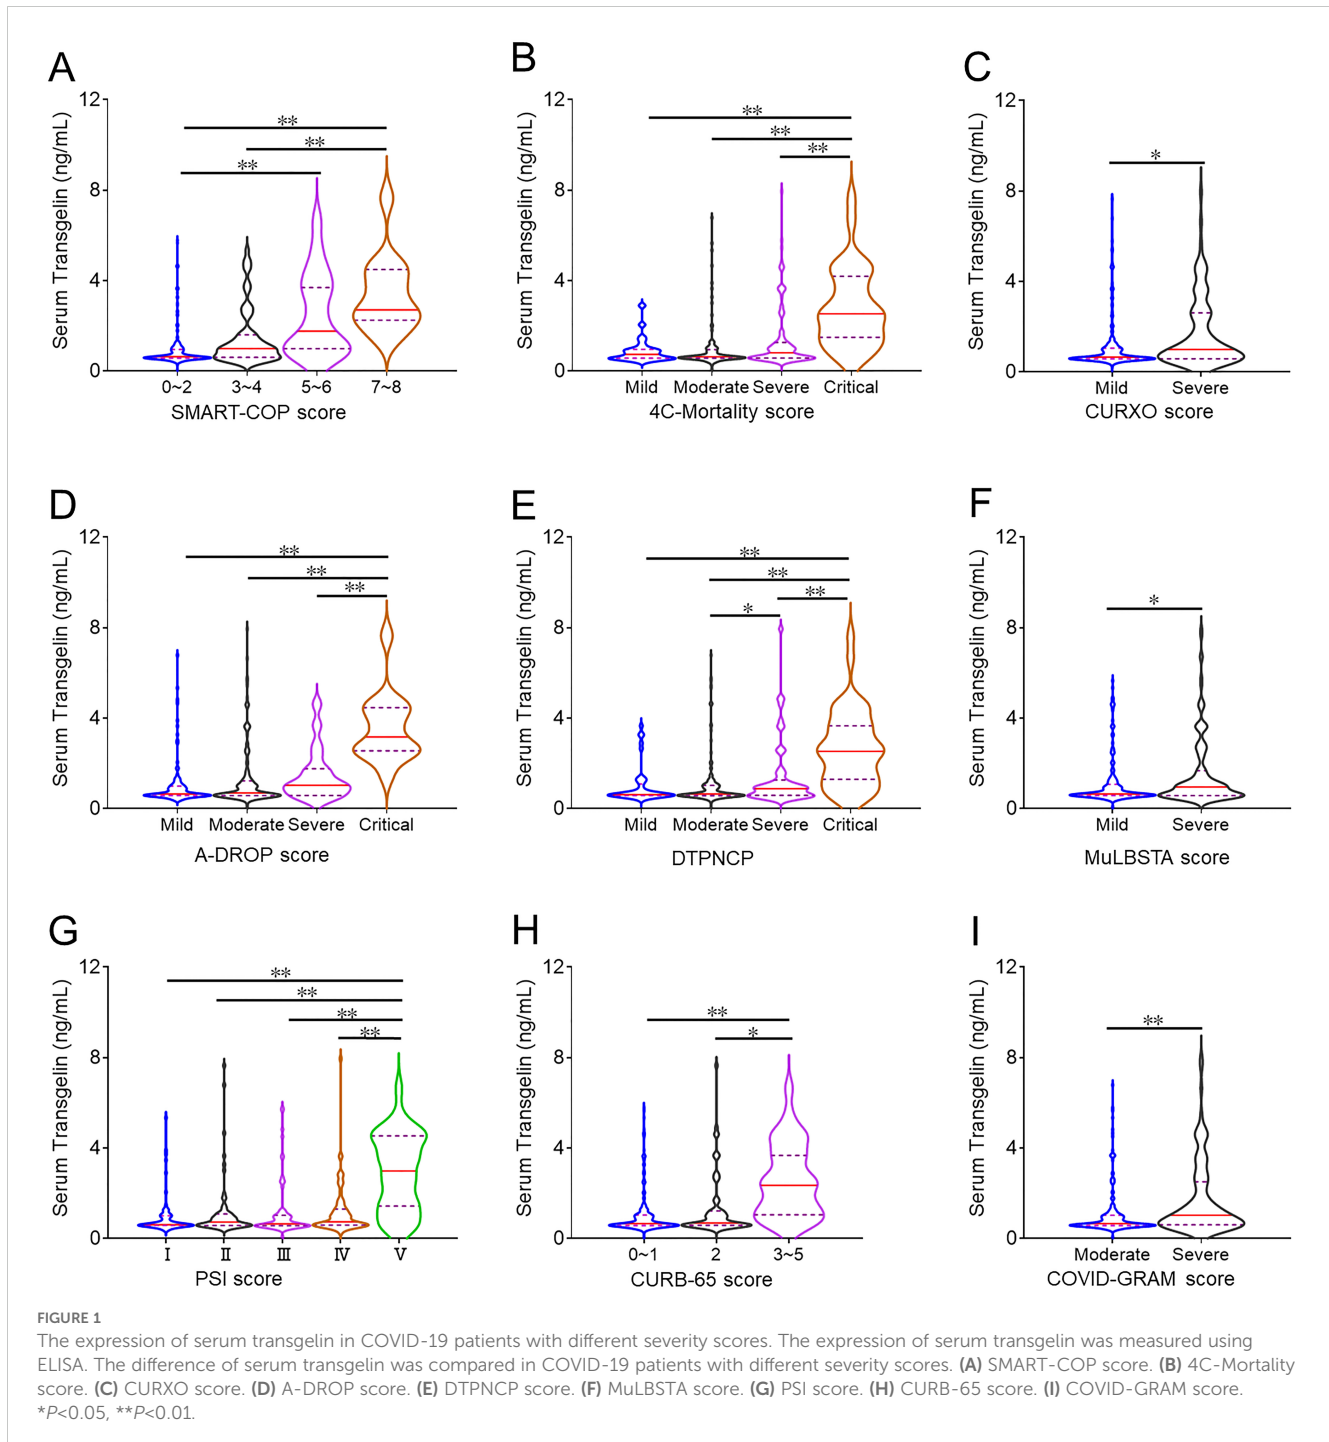 A
B
C
12
8
4
0
Serum Transgelin (ng/mL)
**
**
**
0~2 3~4 5~6 7~8
SMART-COP score
12
8
4
0
Serum Transgelin (ng/mL)
**
**
**
Mild Moderate Severe Critical
4C-Mortality score
12
8
4
0
Serum Transgelin (ng/mL)
*
Mild Severe
CURXO score
D
E
F
12
8
4
0
Serum Transgelin (ng/mL)
**
**
**
Mild Moderate Severe Critical
A-DROP score
12
8
4
0
Serum Transgelin (ng/mL)
**
**
**
*
Mild Moderate Severe Critical
DTPNCP
12
8
4
0
Serum Transgelin (ng/mL)
*
Mild Severe
MuLBSTA score
G
H
I
12
8
4
0
Serum Transgelin (ng/mL)
**
**
**
**
Ⅰ Ⅱ Ⅲ Ⅳ Ⅴ
PSI score
12
8
4
0
Serum Transgelin (ng/mL)
**
*
0~1 2 3~5
CURB-65 score
12
8
4
0
Serum Transgelin (ng/mL)
**
Moderate Severe
COVID-GRAM score
FIGURE 1
The expression of serum transgelin in COVID-19 patients with different severity scores. The expression of serum transgelin was measured using
ELISA. The difference of serum transgelin was compared in COVID-19 patients with different severity scores. (A) SMART-COP score. (B) 4C-Mortality
score. (C) CURXO score. (D) A-DROP score. (E) DTPNCP score. (F) MuLBSTA score. (G) PSI score. (H) CURB-65 score. (I) COVID-GRAM score.
*P<0.05, **P<0.01.